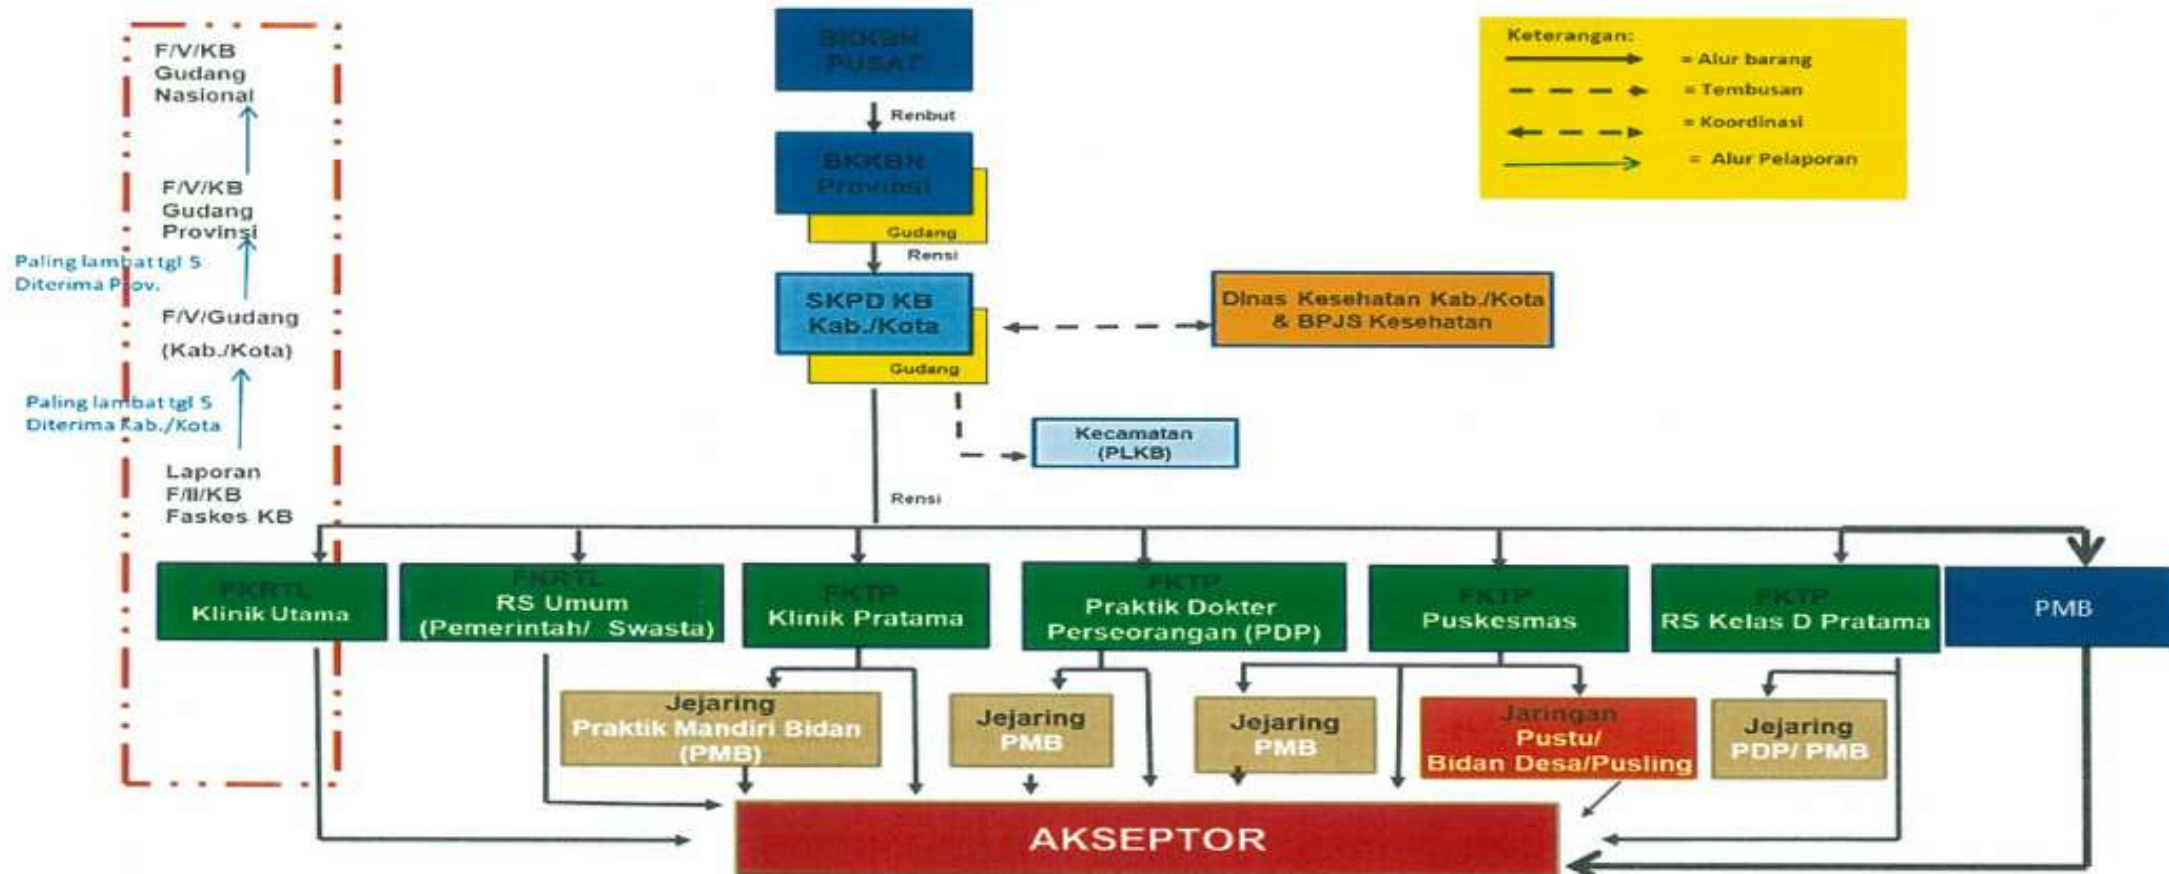 F/V/KB
Gudang
Nasional
F/V/KB
Gudang
Provinsi
Paling lambat tgl 5
Diterima Prov.
F/V/Gudang
(Kab./Kota)
Paling lambat tgl 5
Diterima Kab./Kota
Laporan
F/II/KB
Faskes KB
BKKBN
PUSAT
Renbut
BKKBN
Provinsi
Gudang
Rensi
SKPD KB
Kab./Kota
Gudang
Dinas Kesehatan Kab./Kota
& BPJS Kesehatan
Kecamatan
(PLKB)
Rensi
Keterangan:
= Alur barang
= Tembusan
= Koordinasi
= Alur Pelaporan
FKRTL
Klinik Utama
FKRTL
RS Umum
(Pemerintah/ Swasta)
FKTP
Klinik Pratama
FKTP
Praktik Dokter
Perseorangan (PDP)
FKTP
Puskesmas
FKTP
RS Kelas D Pratama
PMB
Jejaring
Praktik Mandiri Bidan
(PMB)
Jejaring
PMB
Jejaring
PMB
Jaringan
Pustu/
Bidan Desa/Pusling
Jejaring
PDP/ PMB
AKSEPTOR